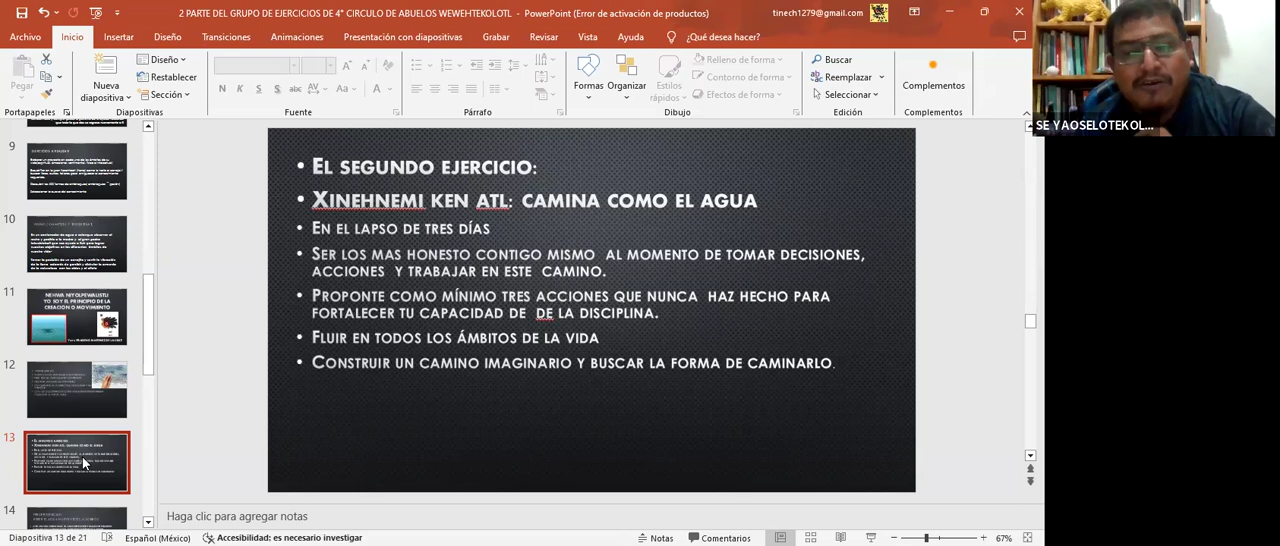 2 PARTE DEL GRUPO DE EJERCICIOS DE 4° CIRCULO DE ABUELOS WEWEHTEKOLOTL - PowerPoint (Error de activación de productos)
tinech1279@gmail.com
Archivo Inicio Insertar Diseño Transiciones Animaciones Presentación con diapositivas Grabar Revisar Vista Ayuda ¿Qué desea hacer?
Pegar
Nueva diapositiva
Diseño
Restablecer
Sección
N K S S abc AV Aa A
Formas
Organizar
Estilos rápidos
Relleno de forma
Contorno de forma
Efectos de forma
Buscar
Reemplazar
Seleccionar
Complementos
Portapapeles Diapositivas Fuente Párrafo Dibujo Edición Complementos
SE YAOSELOTEKOL...
9
10
11
NEHWA NITOLPEWALISTLI
YO SOY EL PRINCIPIO DE LA
CREACION O MOVIMIENTO
12
13
14
• El segundo ejercicio:
• Xinehnemi ken atl: camina como el agua
• En el lapso de tres días
• Ser los mas honesto contigo mismo al momento de tomar decisiones,
acciones y trabajar en este camino.
• Proponte como mínimo tres acciones que nunca haz hecho para
fortalecer tu capacidad de de la disciplina.
• Fluir en todos los ámbitos de la vida
• Construir un camino imaginario y buscar la forma de caminarlo.
Haga clic para agregar notas
Diapositiva 13 de 21 Español (México) Accesibilidad: es necesario investigar Notas Comentarios 67%